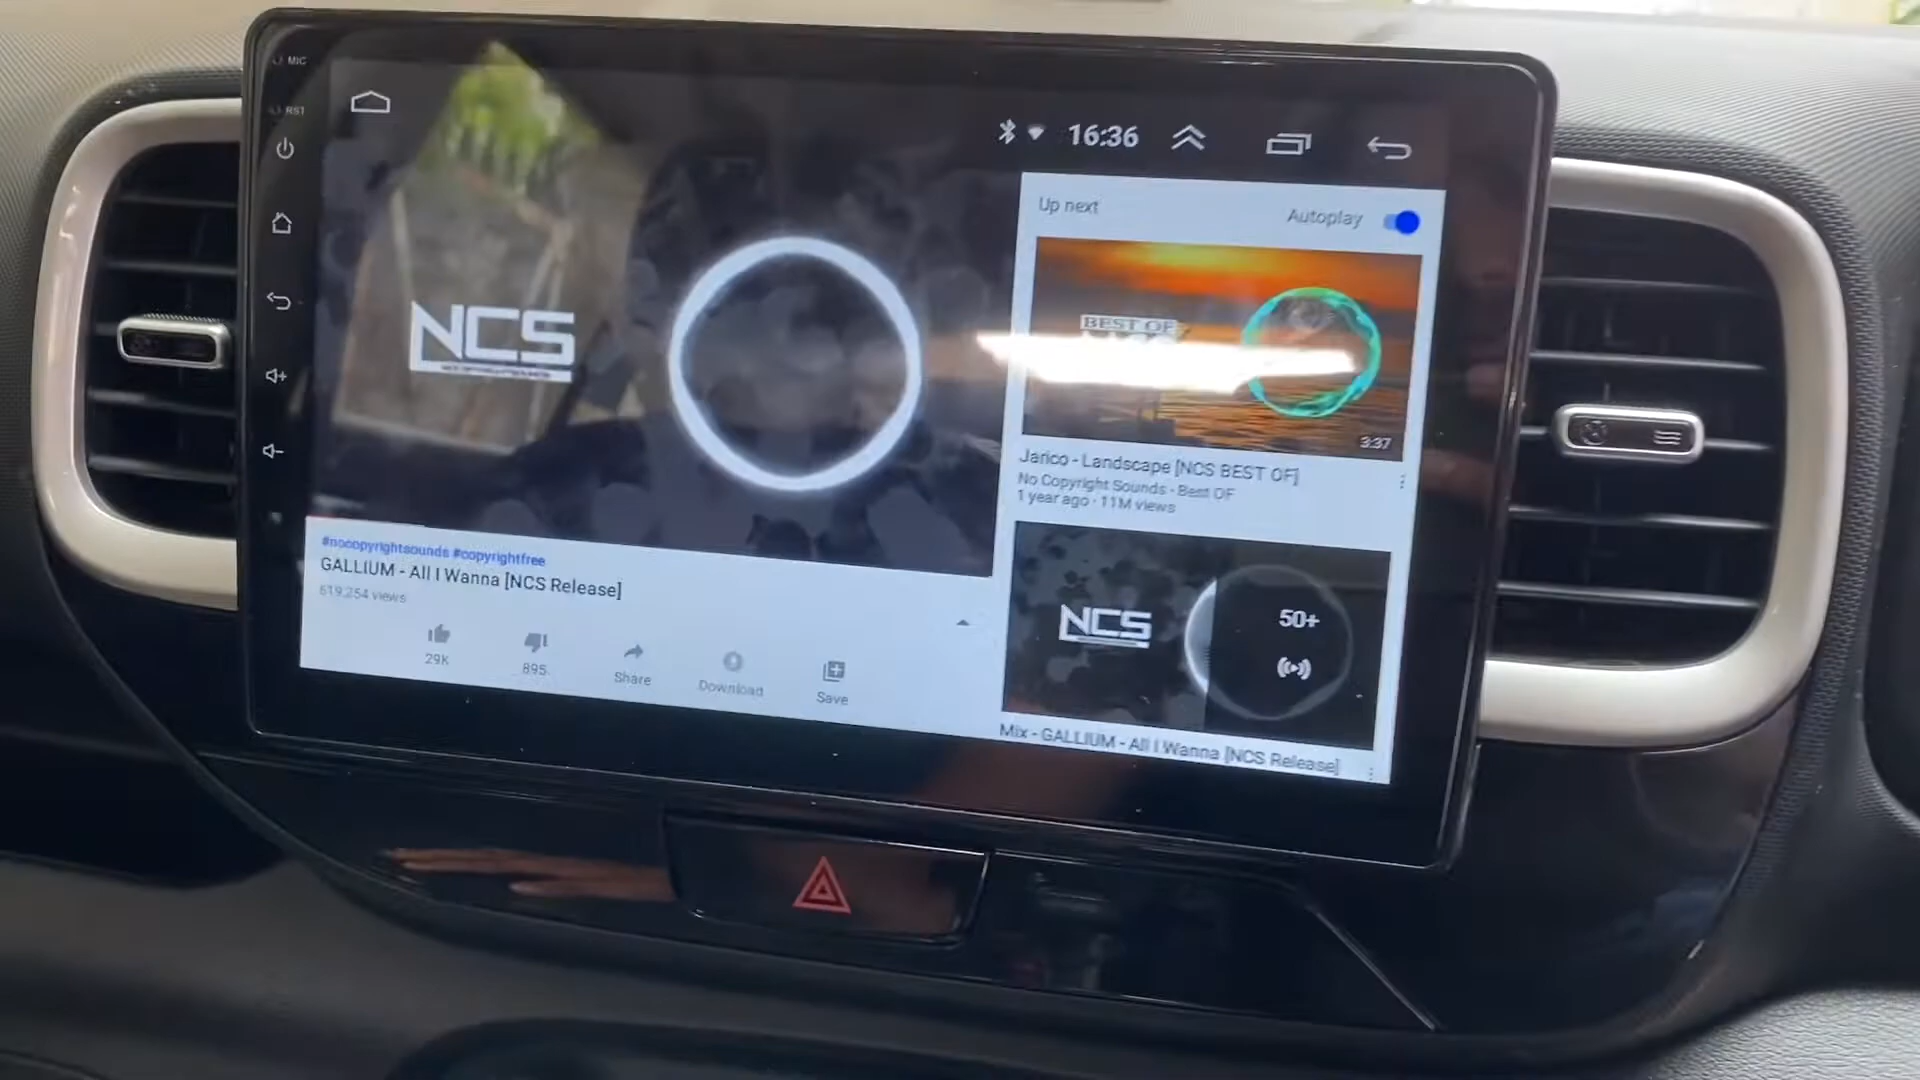 MIC
RST
16:36
NCS
Up next
Autoplay
BEST OF
3:37
Jarico - Landscape [NCS BEST OF]
No Copyright Sounds - Best OF
1 year ago · 11M views
#nocopyrightsounds #copyrightfree
GALLIUM - All I Wanna [NCS Release]
619,254 views
29K
895
Share
Download
Save
NCS
50+
Mix - GALLIUM - All I Wanna [NCS Release]